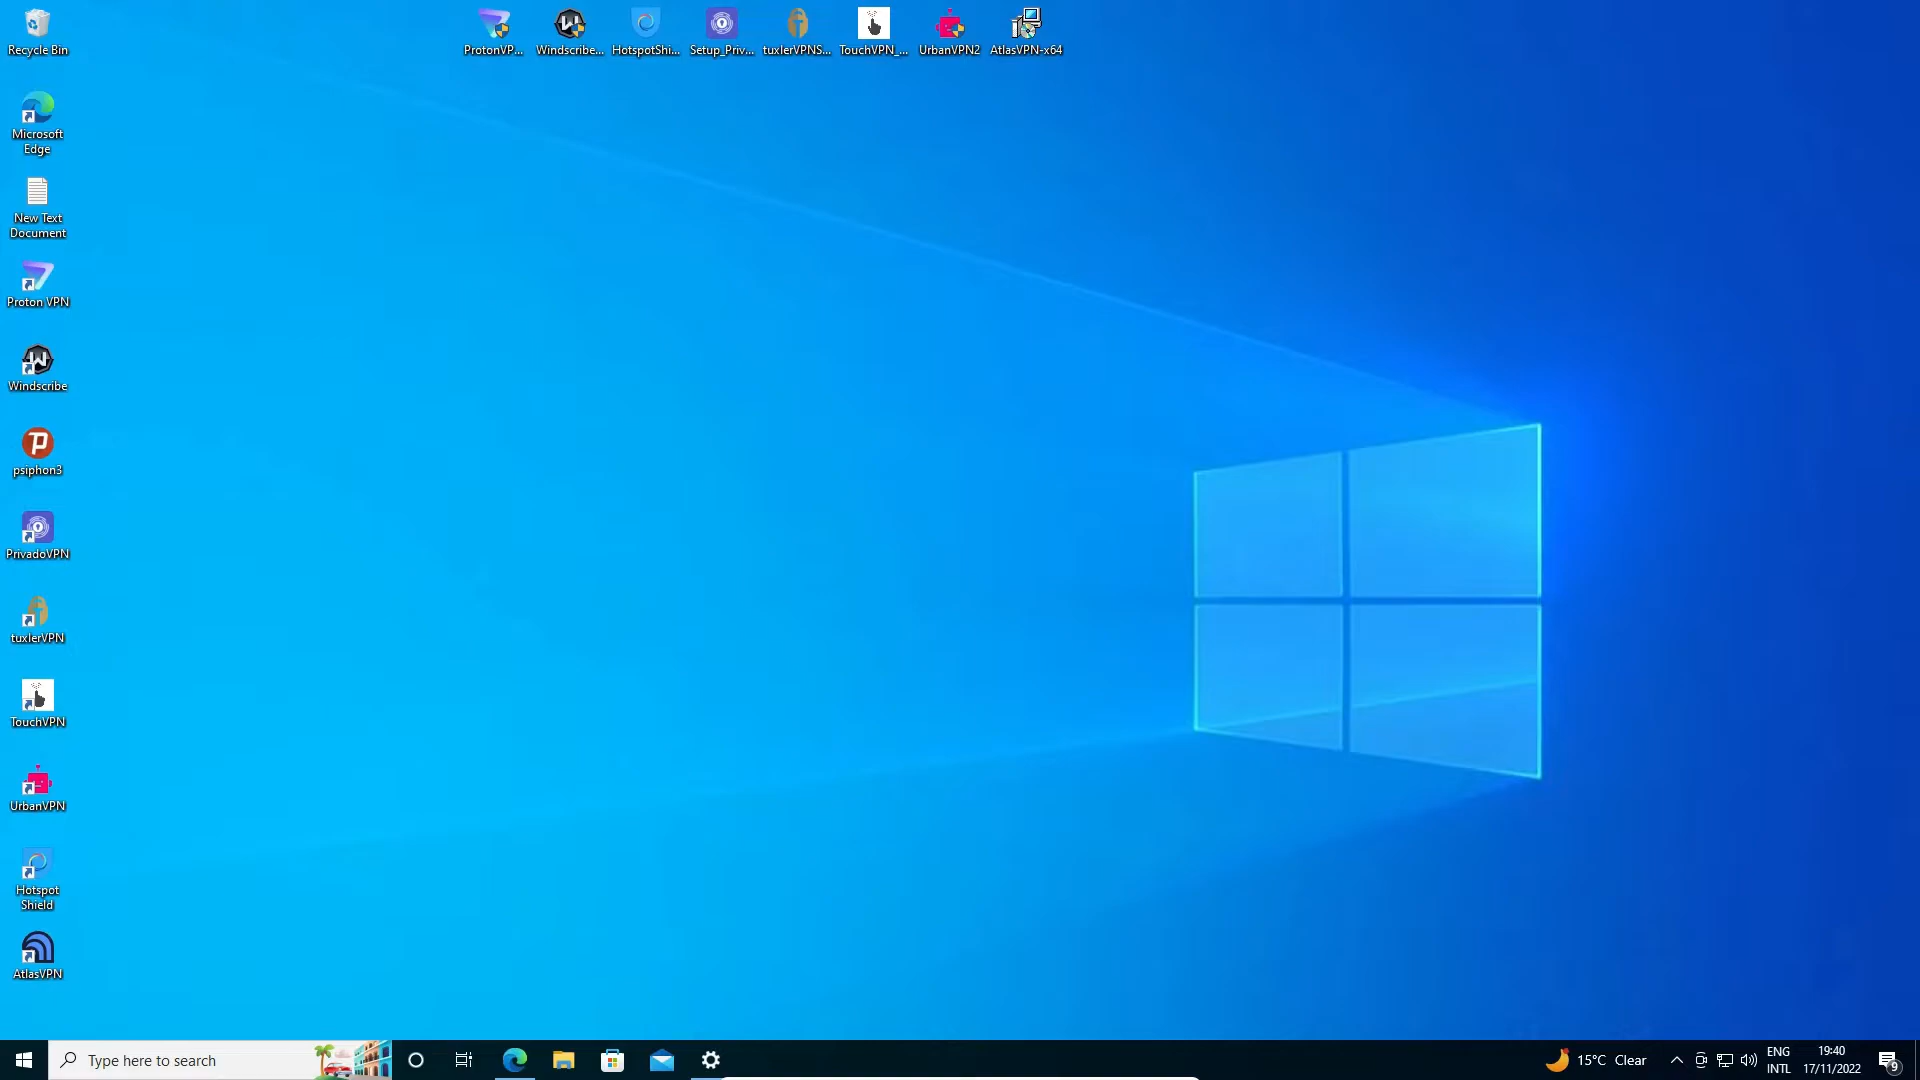 Recycle Bin
ProtonVP...
Windscribe...
HotspotShi...
Setup_Priv...
tuxlerVPNS...
TouchVPN_...
UrbanVPN2
AtlasVPN-x64
Microsoft
Edge
New Text
Document
Proton VPN
Windscribe
psiphon3
PrivadoVPN
tuxlerVPN
TouchVPN
UrbanVPN
Hotspot
Shield
AtlasVPN
Type here to search
15°C Clear
ENG
INTL
19:40
17/11/2022
9